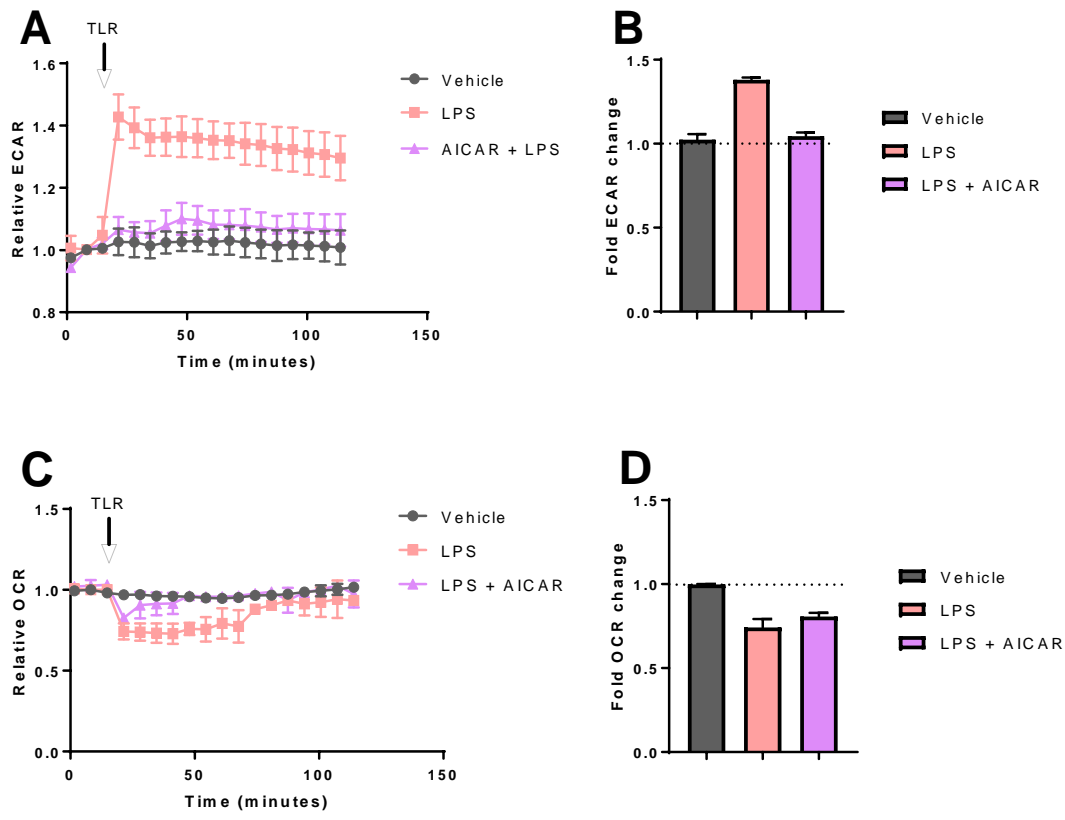 A
TLR
1.6
1.4
1.2
1.0
0.8
Relative ECAR
0
50
100
150
Time (minutes)
Vehicle
LPS
AICAR + LPS
B
1.5
1.0
0.5
0.0
Fold ECAR change
Vehicle
LPS
LPS + AICAR
C
TLR
1.5
1.0
0.5
0.0
Relative OCR
0
50
100
150
Time (minutes)
Vehicle
LPS
LPS + AICAR
D
1.5
1.0
0.5
0.0
Fold OCR change
Vehicle
LPS
LPS + AICAR